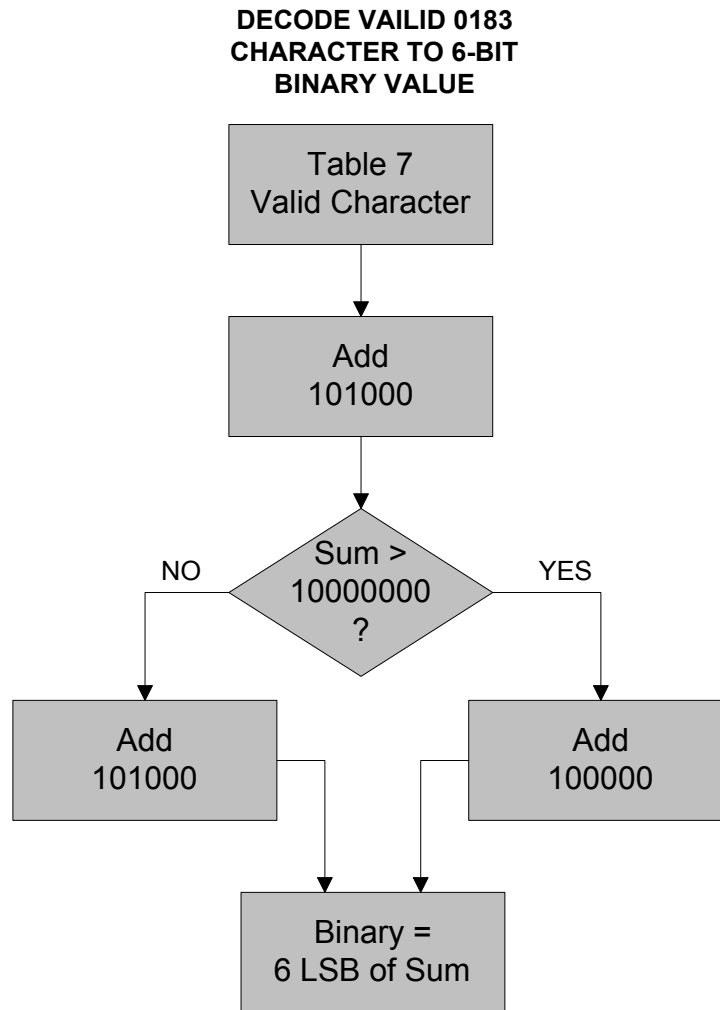 DECODE VAILID 0183
CHARACTER TO 6-BIT
BINARY VALUE
Table 7
Valid Character
Add
101000
Sum >
10000000
?
NO
YES
Add
101000
Add
100000
Binary =
6 LSB of Sum